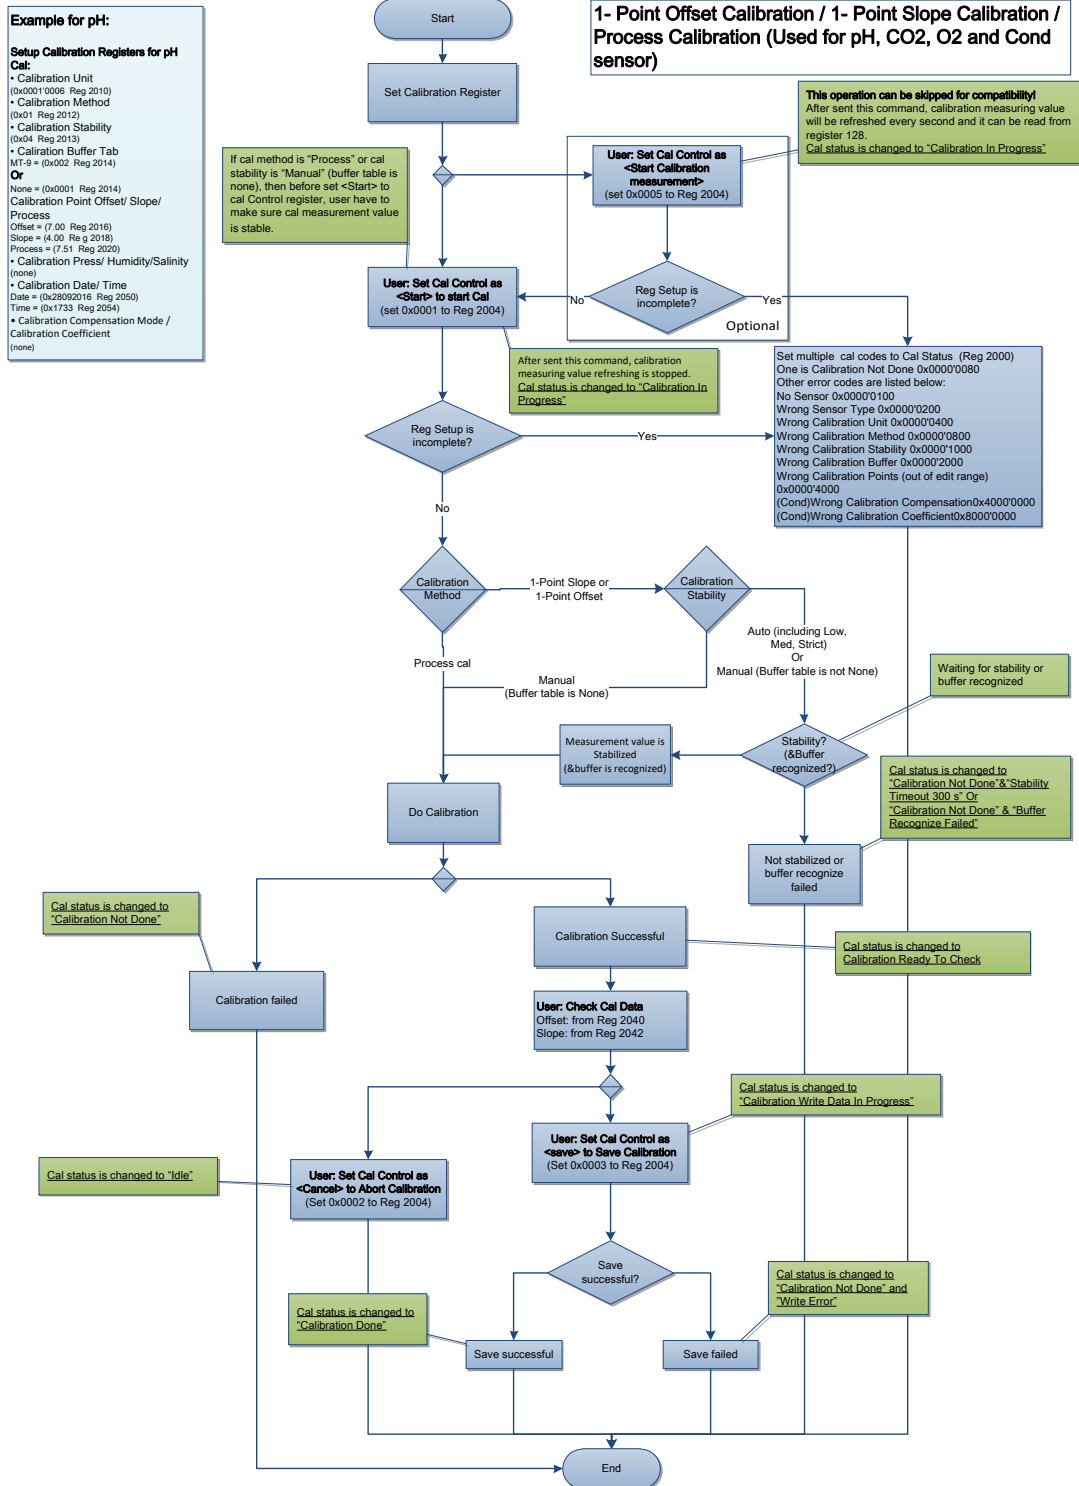 Example for pH:
Setup Calibration Registers for pH
Cal:
• Calibration Unit
(0x0001'0006 Reg 2010)
• Calibration Method
(0x01 Reg 2012)
• Calibration Stability
(0x04 Reg 2013)
• Caliration Buffer Tab
MT-9 = (0x002 Reg 2014)
Or
None = (0x0001 Reg 2014)
Calibration Point Offset/ Slope/
Process
Offset = (7.00 Reg 2016)
Slope = (4.00 Re g 2018)
Process = (7.51 Reg 2020)
• Calibration Press/ Humidity/Salinity
(none)
• Calibration Date/ Time
Date = (0x28092016 Reg 2050)
Time = (0x1733 Reg 2054)
• Calibration Compensation Mode /
Calibration Coefficient
(none)
Start
1- Point Offset Calibration / 1- Point Slope Calibration /
Process Calibration (Used for pH, CO2, O2 and Cond
sensor)
Set Calibration Register
This operation can be skipped for compatibility!
After sent this command, calibration measuring value
will be refreshed every second and it can be read from
register 128.
Cal status is changed to “Calibration In Progress”
If cal method is “Process” or cal
stability is “Manual” (buffer table is
none), then before set <Start> to
cal Control register, user have to
make sure cal measurement value
is stable.
User: Set Cal Control as
<Start Calibration
measurement>
(set 0x0005 to Reg 2004)
User: Set Cal Control as
<Start> to start Cal
(set 0x0001 to Reg 2004)
No
Reg Setup is
incomplete?
Yes
Optional
After sent this command, calibration
measuring value refreshing is stopped.
Cal status is changed to “Calibration In
Progress”
Set multiple cal codes to Cal Status (Reg 2000)
One is Calibration Not Done 0x0000'0080
Other error codes are listed below:
No Sensor 0x0000'0100
Wrong Sensor Type 0x0000'0200
Wrong Calibration Unit 0x0000'0400
Wrong Calibration Method 0x0000'0800
Wrong Calibration Stability 0x0000'1000
Wrong Calibration Buffer 0x0000'2000
Wrong Calibration Points (out of edit range)
0x0000'4000
(Cond)Wrong Calibration Compensation0x4000'0000
(Cond)Wrong Calibration Coefficient0x8000'0000
Reg Setup is
incomplete?
Yes
No
Calibration
Method
1-Point Slope or
1-Point Offset
Calibration
Stability
Process cal
Manual
(Buffer table is None)
Auto (including Low,
Med, Strict)
Or
Manual (Buffer table is not None)
Waiting for stability or
buffer recognized
Measurement value is
Stabilized
(&buffer is recognized)
Stability?
(&Buffer
recognized?)
Cal status is changed to
“Calibration Not Done”&“Stability
Timeout 300 s” Or
“Calibration Not Done” & “Buffer
Recognize Failed”
Do Calibration
Not stabilized or
buffer recognize
failed
Cal status is changed to
“Calibration Not Done”
Calibration Successful
Cal status is changed to
Calibration Ready To Check
Calibration failed
User: Check Cal Data
Offset: from Reg 2040
Slope: from Reg 2042
Cal status is changed to
“Calibration Write Data In Progress”
User: Set Cal Control as
<save> to Save Calibration
(Set 0x0003 to Reg 2004)
Cal status is changed to “Idle”
User: Set Cal Control as
<Cancel> to Abort Calibration
(Set 0x0002 to Reg 2004)
Save
successful?
Cal status is changed to
“Calibration Not Done” and
”Write Error”
Cal status is changed to
“Calibration Done”
Save successful
Save failed
End